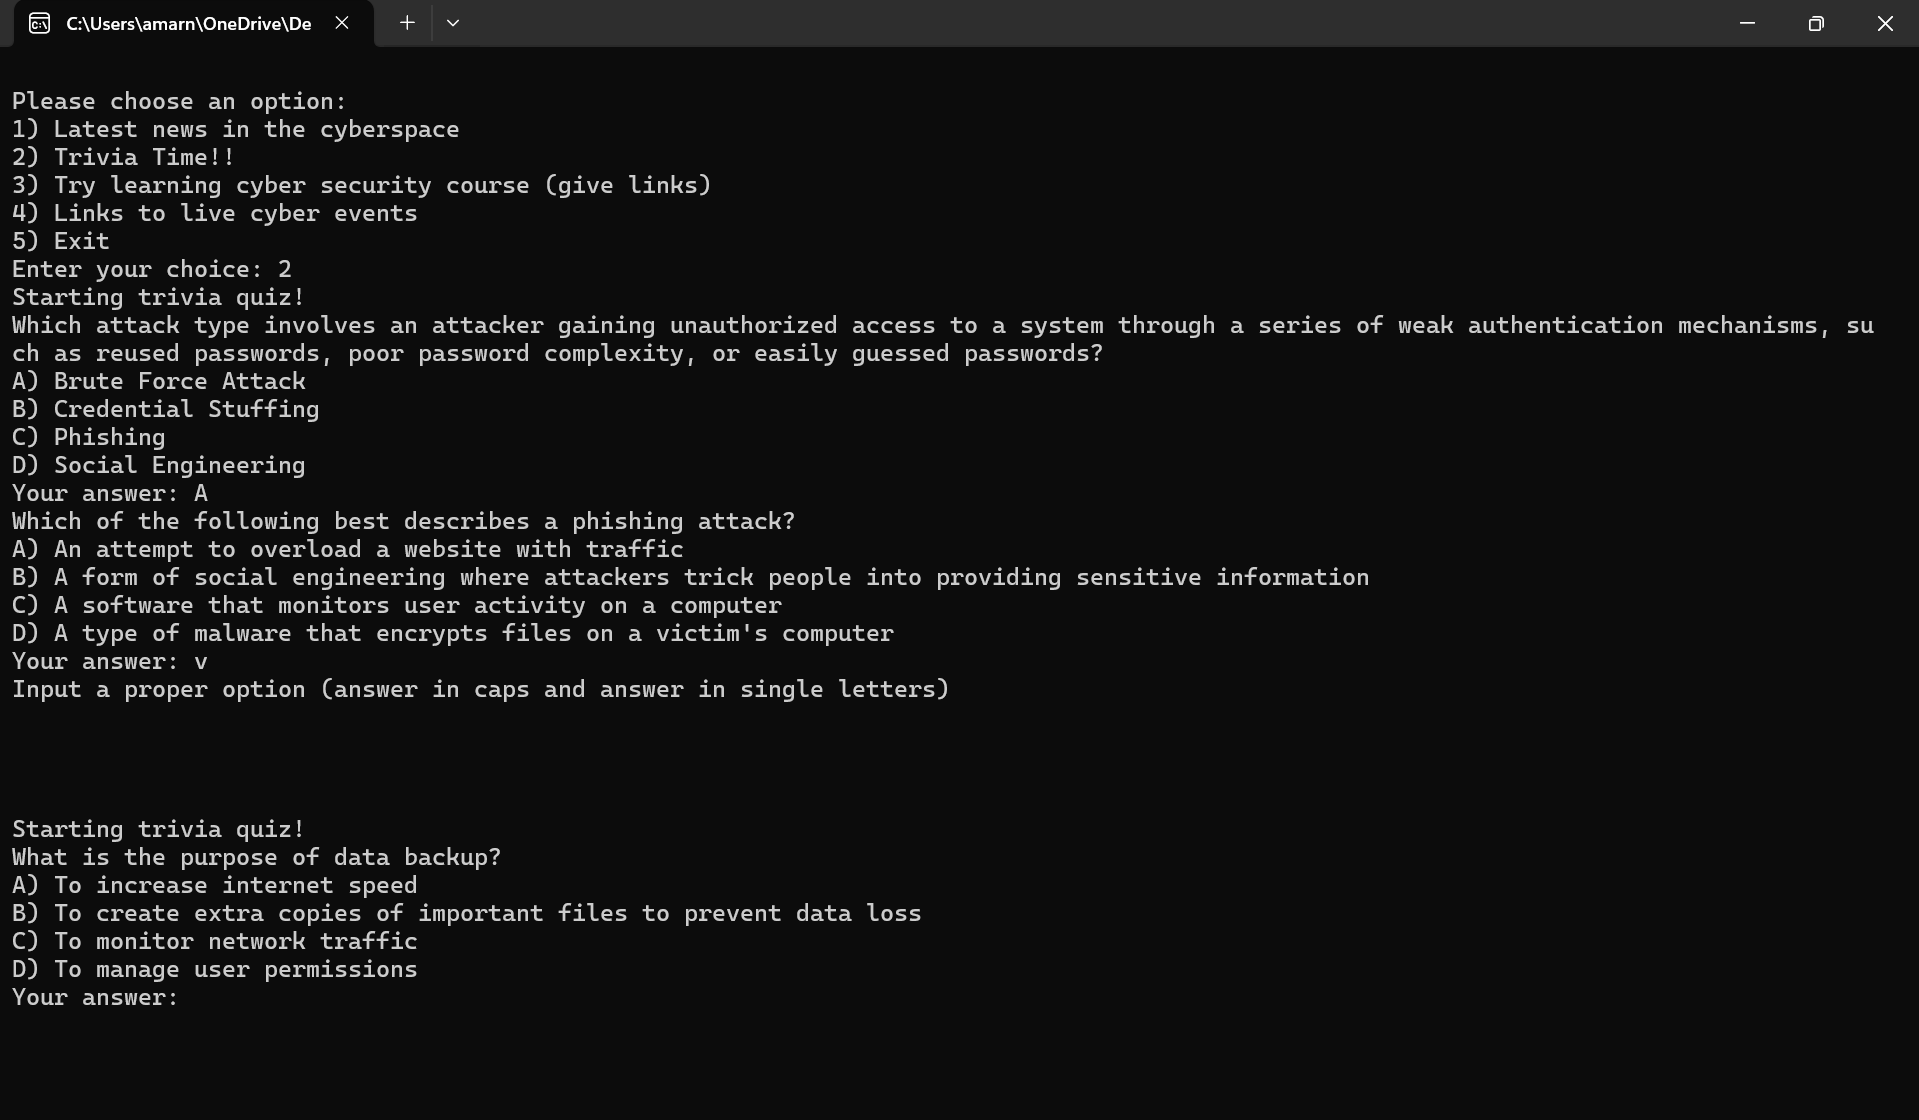 C:\Users\amarn\OneDrive\De
Please choose an option:
1) Latest news in the cyberspace
2) Trivia Time!!
3) Try learning cyber security course (give links)
4) Links to live cyber events
5) Exit
Enter your choice: 2
Starting trivia quiz!
Which attack type involves an attacker gaining unauthorized access to a system through a series of weak authentication mechanisms, su
ch as reused passwords, poor password complexity, or easily guessed passwords?
A) Brute Force Attack
B) Credential Stuffing
C) Phishing
D) Social Engineering
Your answer: A
Which of the following best describes a phishing attack?
A) An attempt to overload a website with traffic
B) A form of social engineering where attackers trick people into providing sensitive information
C) A software that monitors user activity on a computer
D) A type of malware that encrypts files on a victim's computer
Your answer: v
Input a proper option (answer in caps and answer in single letters)
Starting trivia quiz!
What is the purpose of data backup?
A) To increase internet speed
B) To create extra copies of important files to prevent data loss
C) To monitor network traffic
D) To manage user permissions
Your answer: